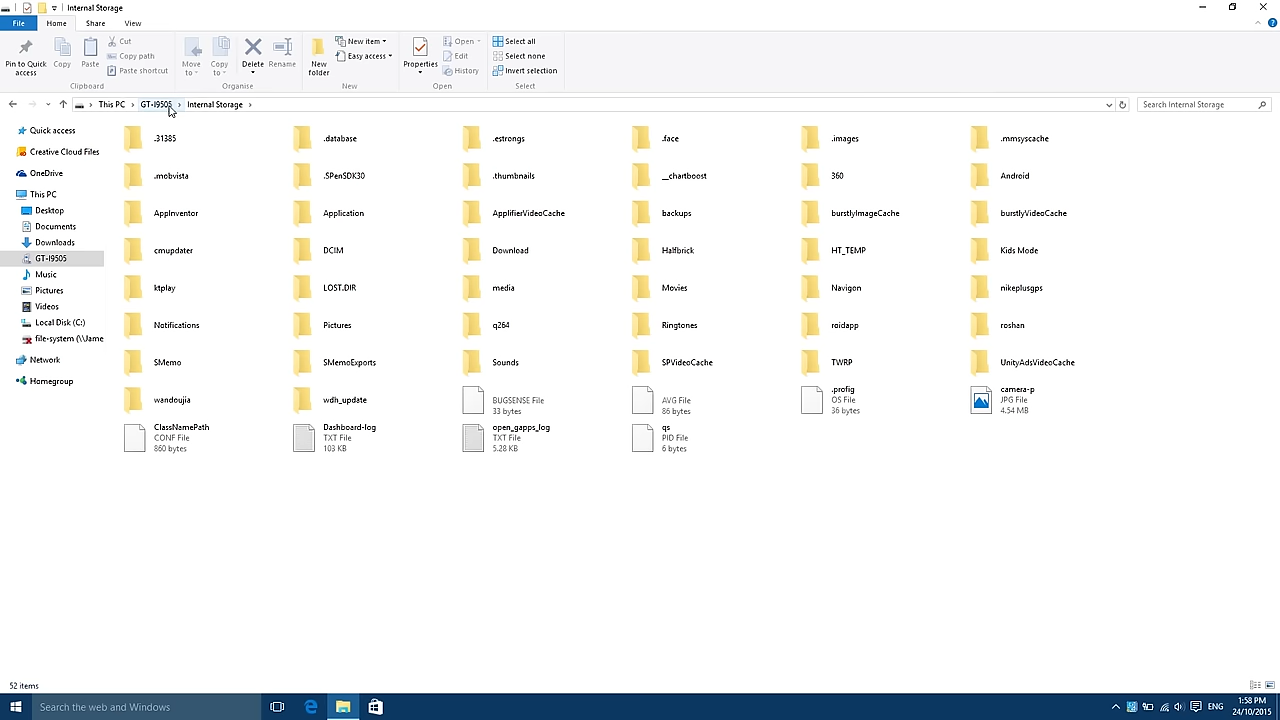 Internal Storage
File Home Share View
Pin to Quick access
Copy
Paste
Cut
Copy path
Paste shortcut
Clipboard
Move to
Copy to
Delete
Rename
Organise
New folder
New item
Easy access
New
Properties
Open
Edit
History
Open
Select all
Select none
Invert selection
Select
This PC > GT-I9505 > Internal Storage >
Search Internal Storage
Quick access
Creative Cloud Files
OneDrive
This PC
Desktop
Documents
Downloads
GT-I9505
Music
Pictures
Videos
Local Disk (C:)
file-system (\\Jame
Network
Homegroup
.31385 .database .estrongs .face .images .mmsyscache
.mobvista .SPenSDK30 .thumbnails __chartboost 360 Android
AppInventor Application ApplifierVideoCache backups burstlyImageCache burstlyVideoCache
cmupdater DCIM Download Halfbrick HT_TEMP Kids Mode
ktplay LOST.DIR media Movies Navigon nikeplusgps
Notifications Pictures q264 Ringtones roidapp roshan
SMemo SMemoExports Sounds SPVideoCache TWRP UnityAdsVideoCache
wandoujia wdh_update
BUGSENSE File
33 bytes
AVG File
86 bytes
.profig
OS File
36 bytes
camera-p
JPG File
4.54 MB
ClassNamePath
CONF File
860 bytes
Dashboard-log
TXT File
103 KB
open_gapps_log
TXT File
5.28 KB
qs
PID File
6 bytes
52 items
Search the web and Windows
ENG
1:58 PM
24/10/2015